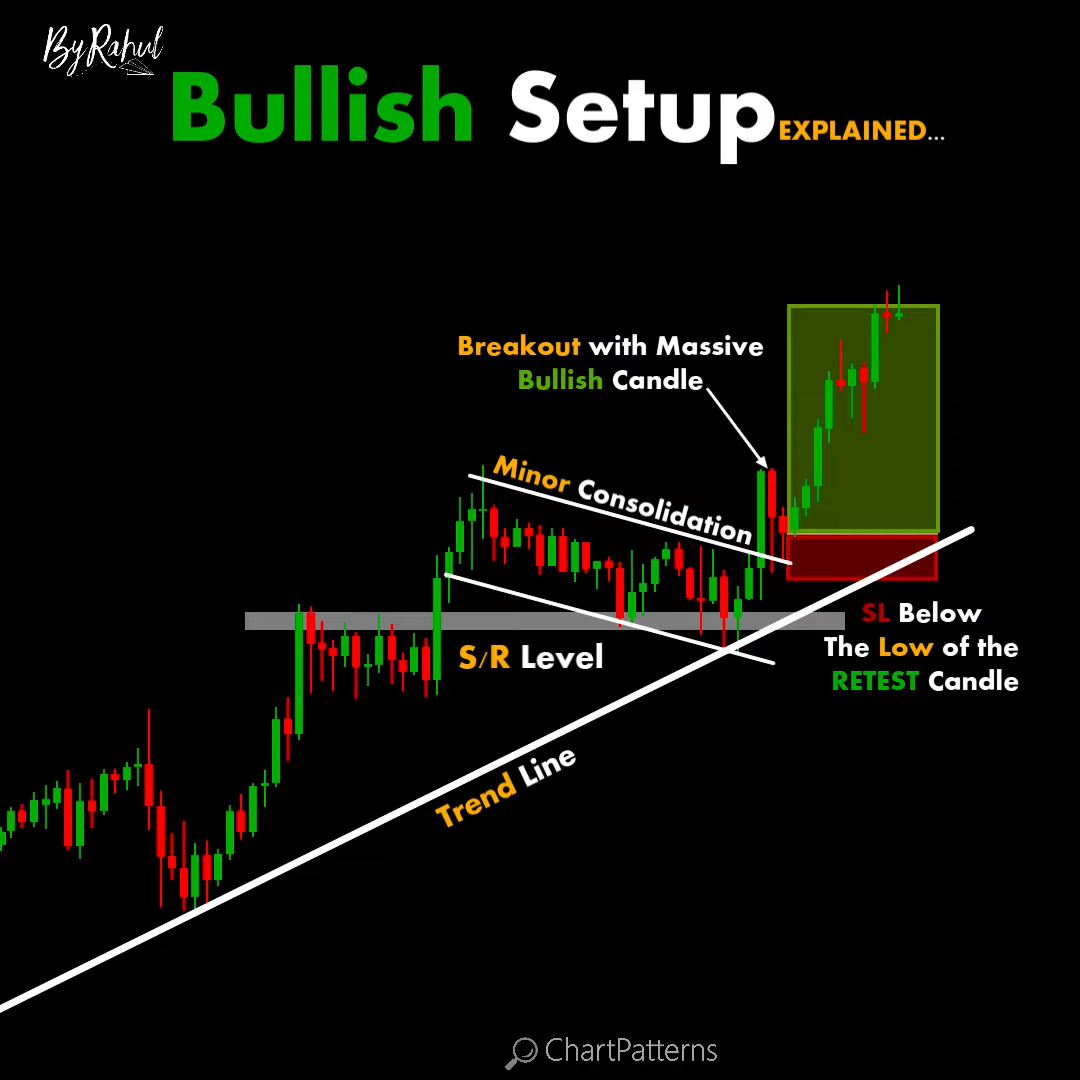 ByRahul
Bullish Setup EXPLAINED...
Breakout with Massive
Bullish Candle
Minor Consolidation
S/R Level
SL Below
The Low of the
RETEST Candle
Trend Line
ChartPatterns